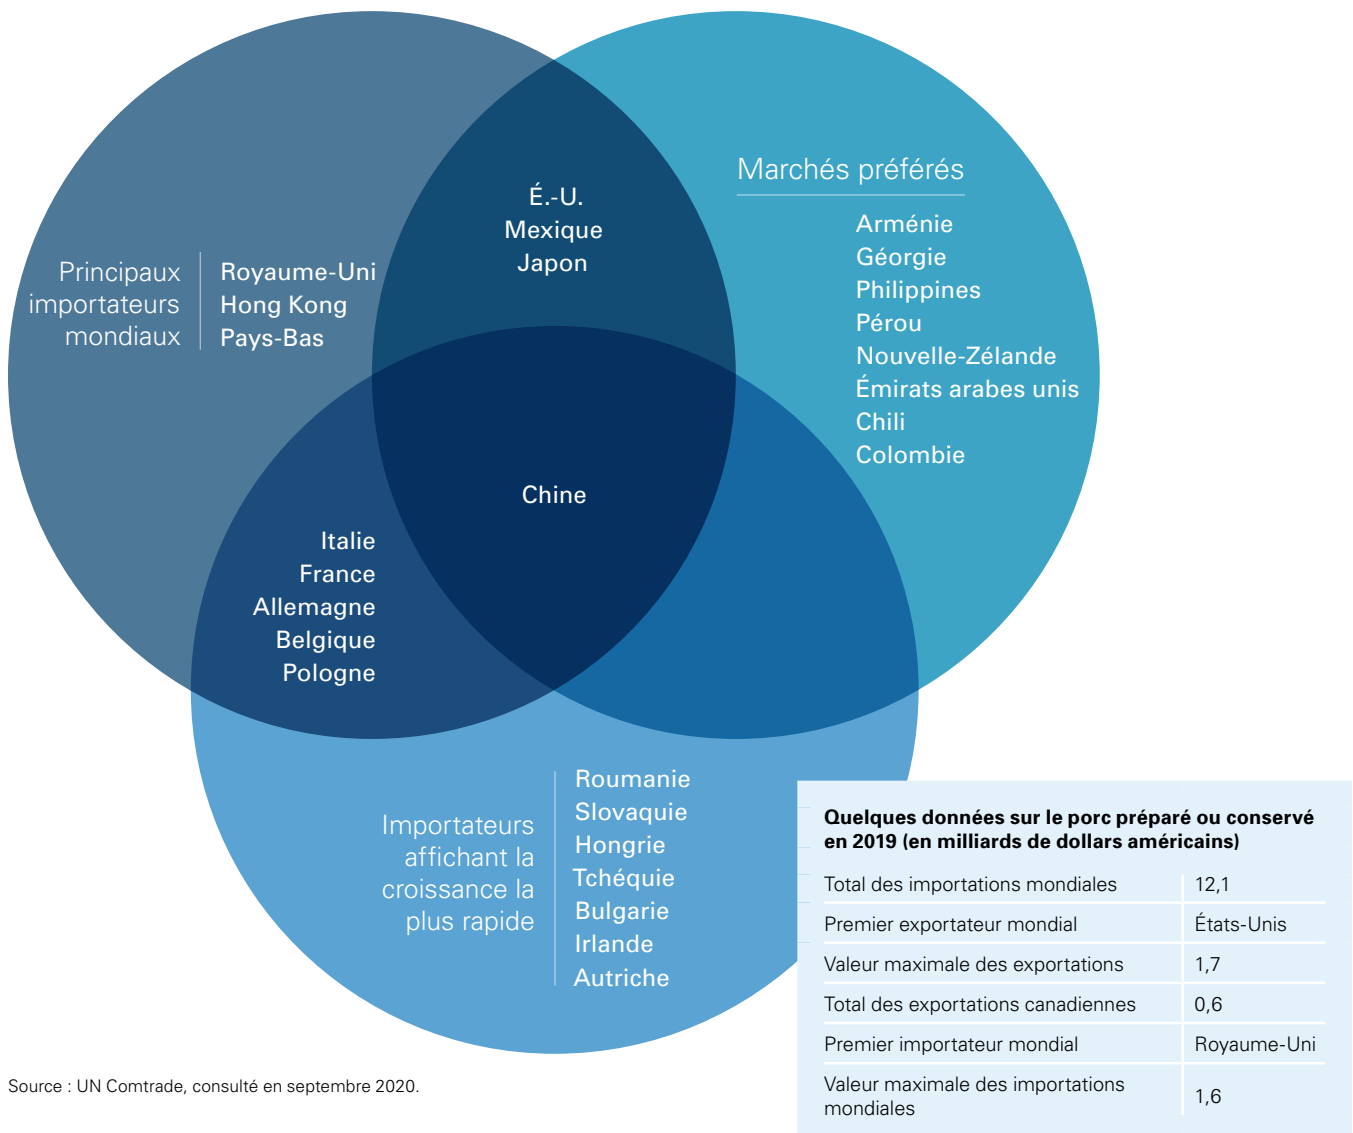 É.-U.
Mexique
Japon
Marchés préférés
Arménie
Géorgie
Philippines
Pérou
Nouvelle-Zélande
Émirats arabes unis
Chili
Colombie
Principaux
importateurs
mondiaux
Royaume-Uni
Hong Kong
Pays-Bas
Chine
Italie
France
Allemagne
Belgique
Pologne
Importateurs
affichant la
croissance la
plus rapide
Roumanie
Slovaquie
Hongrie
Tchéquie
Bulgarie
Irlande
Autriche
Quelques données sur le porc préparé ou conservé
en 2019 (en milliards de dollars américains)
Total des importations mondiales 12,1
Premier exportateur mondial États-Unis
Valeur maximale des exportations 1,7
Total des exportations canadiennes 0,6
Premier importateur mondial Royaume-Uni
Valeur maximale des importations
mondiales 1,6
Source : UN Comtrade, consulté en septembre 2020.